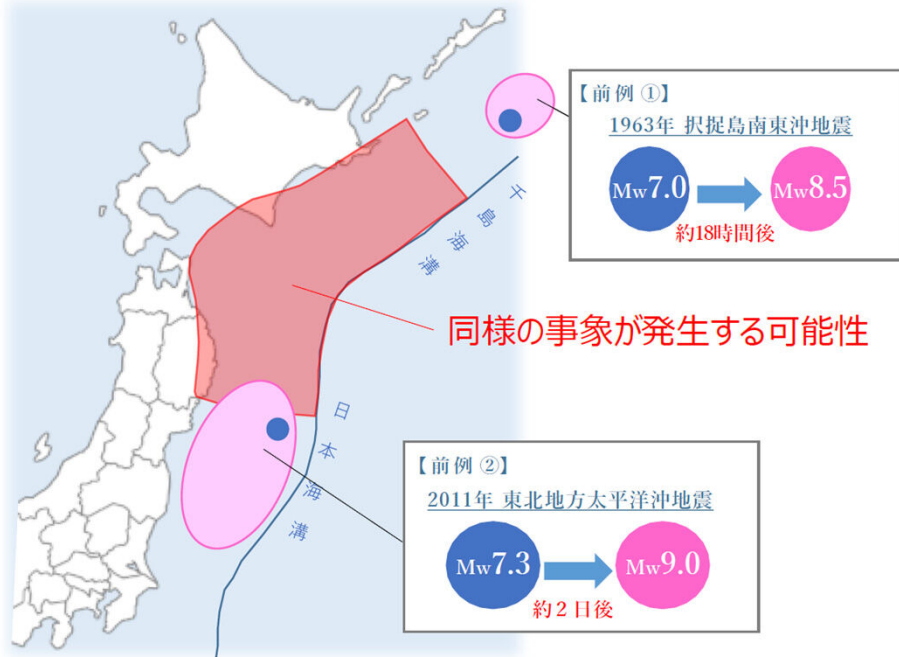 【前例 ①】
1963年 択捉島南東沖地震
Mw7.0
Mw8.5
約18時間後
千島海溝
同様の事象が発生する可能性
日本海溝
【前例 ②】
2011年 東北地方太平洋沖地震
Mw7.3
Mw9.0
約２日後